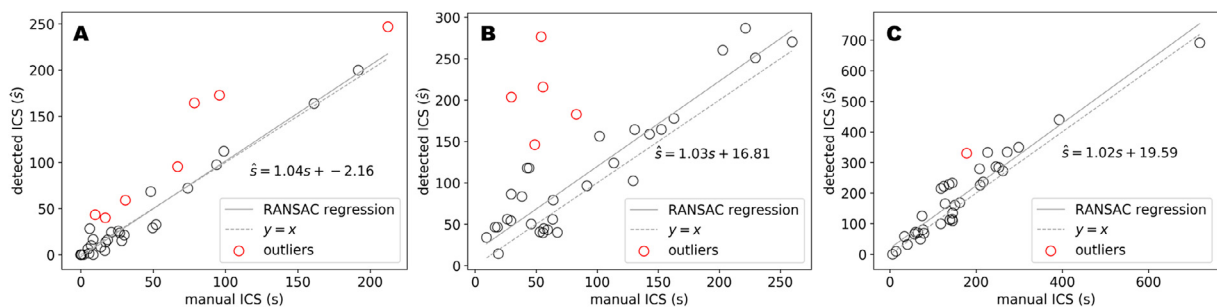 A
detected ICS (ŝ)
250
200
150
100
50
0
ŝ = 1.04s + −2.16
RANSAC regression
y = x
outliers
0 50 100 150 200
manual ICS (s)
B
detected ICS (ŝ)
300
250
200
150
100
50
0
ŝ = 1.03s + 16.81
RANSAC regression
y = x
outliers
0 50 100 150 200 250
manual ICS (s)
C
detected ICS (ŝ)
700
600
500
400
300
200
100
0
ŝ = 1.02s + 19.59
RANSAC regression
y = x
outliers
0 200 400 600
manual ICS (s)